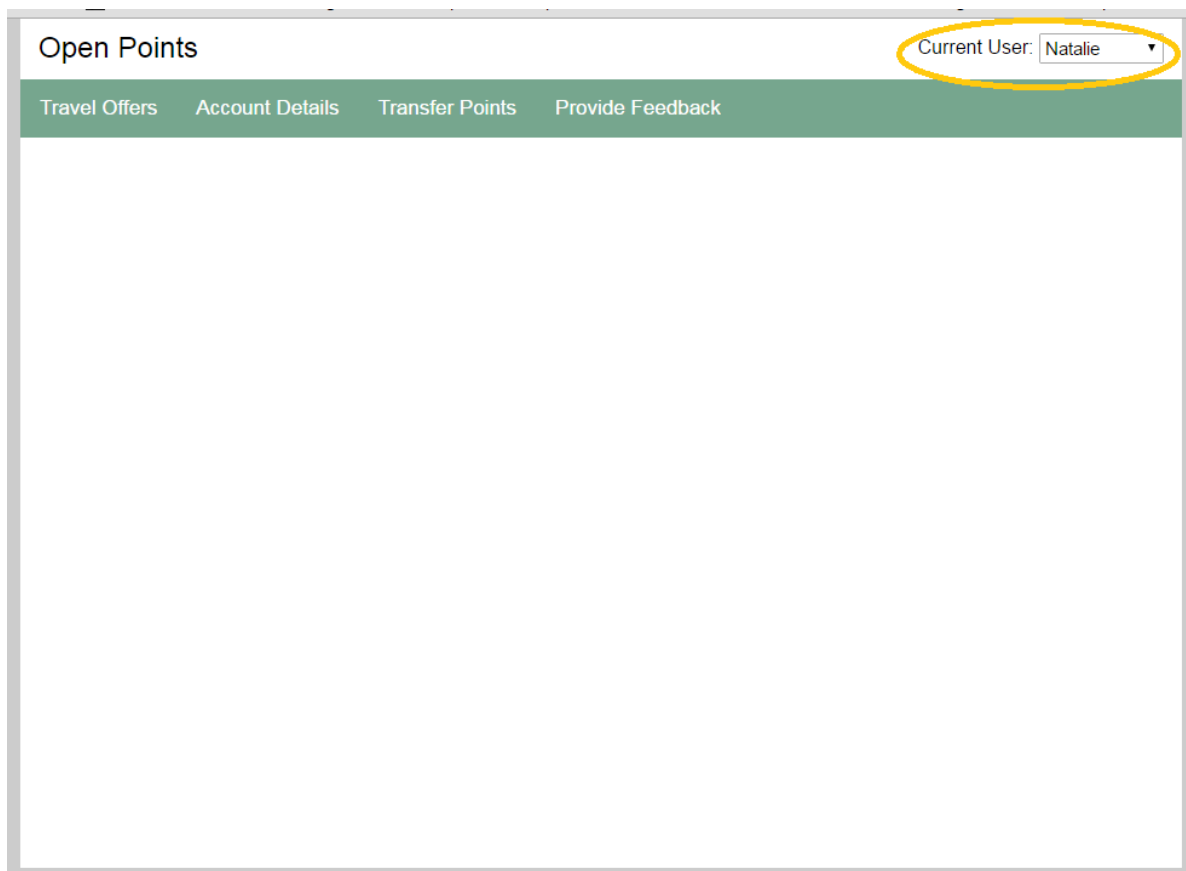 Open Points
Current User: Natalie
Travel Offers Account Details Transfer Points Provide Feedback